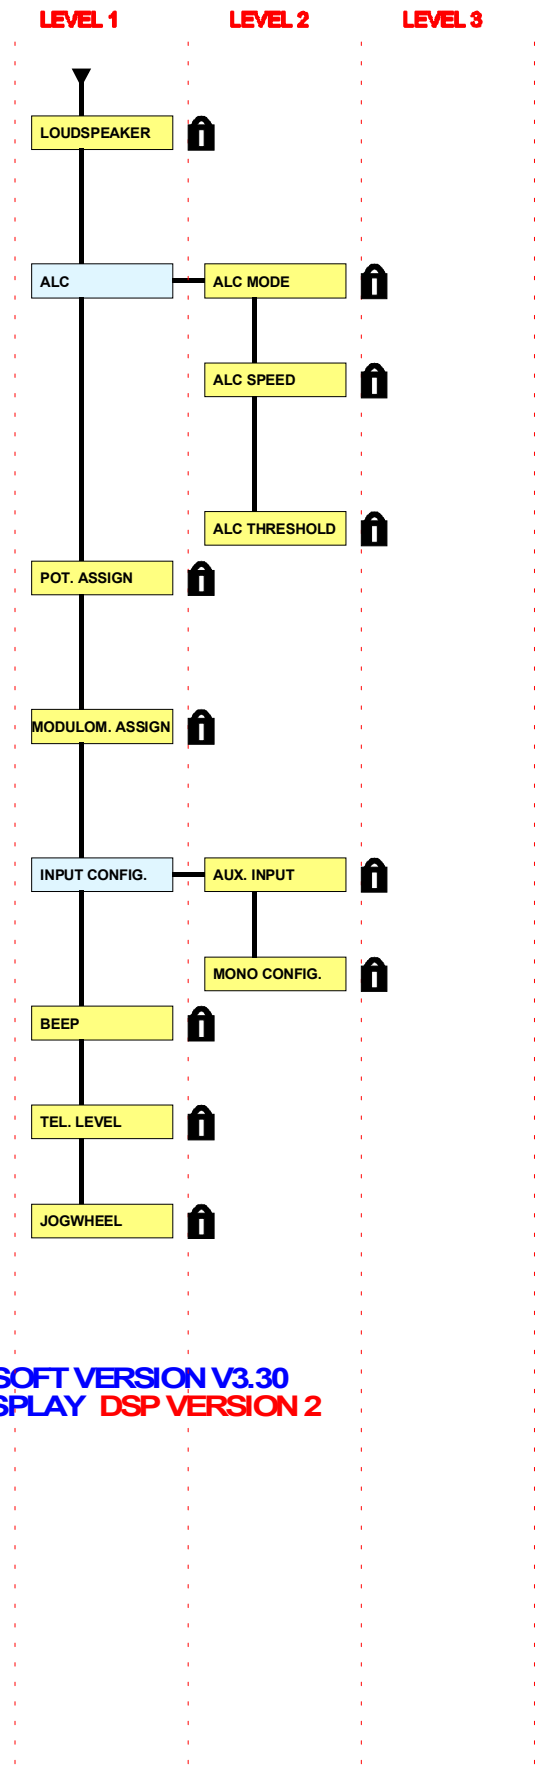 LEVEL 1 LEVEL 2 LEVEL 3
LOUDSPEAKER
ALC ALC MODE
ALC SPEED
ALC THRESHOLD
POT. ASSIGN
MODULOM. ASSIGN
INPUT CONFIG. AUX. INPUT
MONO CONFIG.
BEEP
TEL. LEVEL
JOGWHEEL
SOFT VERSION V3.30
SPLAY DSP VERSION 2